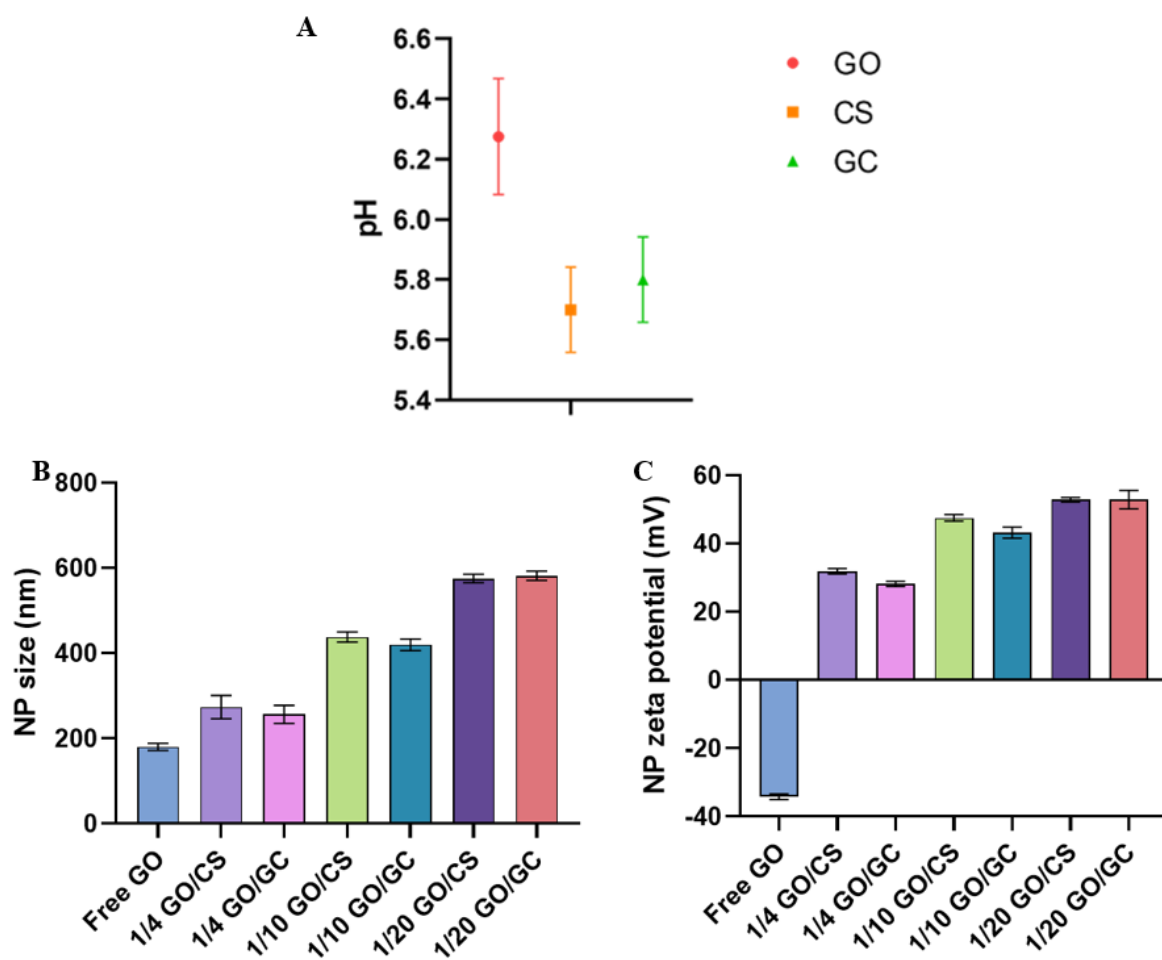 A
pH
6.6
6.4
6.2
6.0
5.8
5.6
5.4
GO
CS
GC
B
NP size (nm)
800
600
400
200
0
Free GO
1/4 GO/CS
1/4 GO/GC
1/10 GO/CS
1/10 GO/GC
1/20 GO/CS
1/20 GO/GC
C
NP zeta potential (mV)
60
40
20
0
-20
-40
Free GO
1/4 GO/CS
1/4 GO/GC
1/10 GO/CS
1/10 GO/GC
1/20 GO/CS
1/20 GO/GC